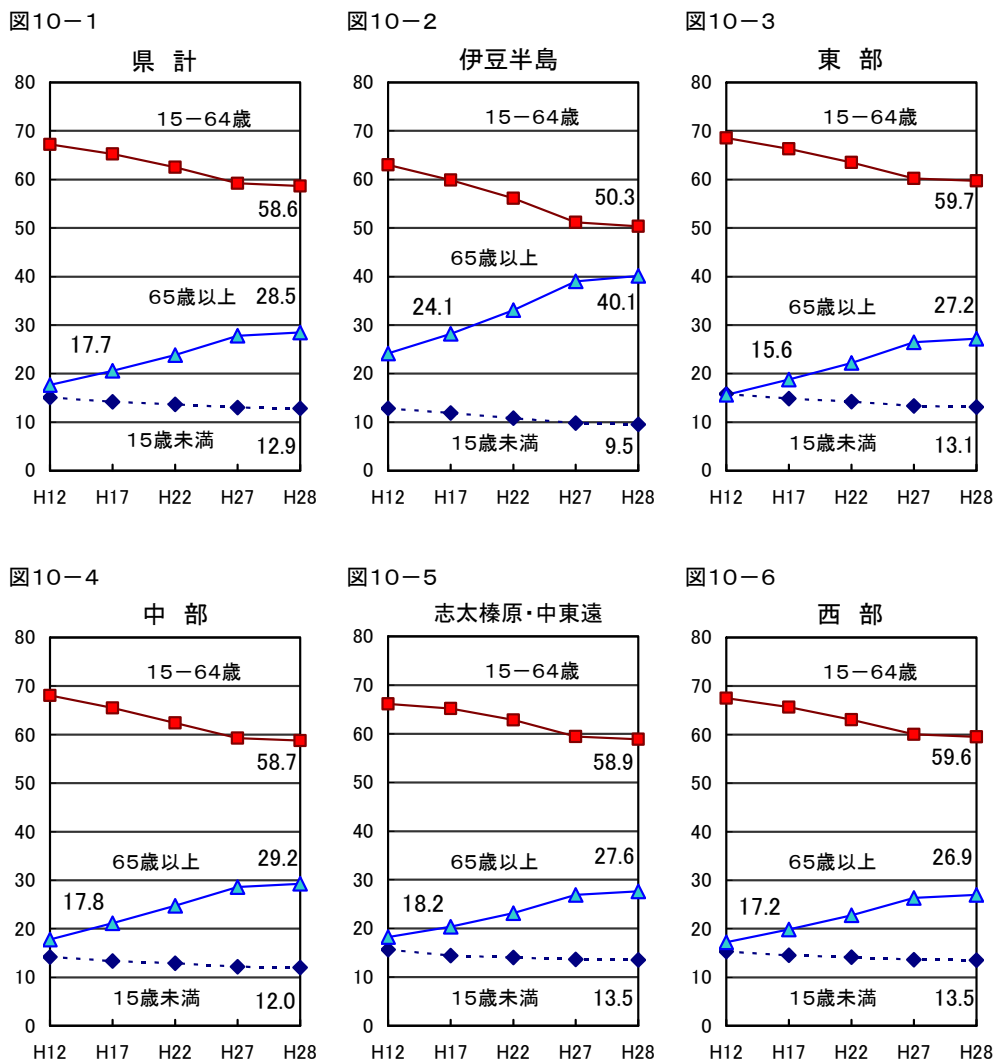 図10－1
県 計
80
70
60
50
40
30
20
10
0
15－64歳
58.6
65歳以上
28.5
17.7
15歳未満
12.9
H12 H17 H22 H27 H28
図10－2
伊豆半島
80
70
60
50
40
30
20
10
0
15－64歳
50.3
65歳以上
24.1
40.1
15歳未満
9.5
H12 H17 H22 H27 H28
図10－3
東 部
80
70
60
50
40
30
20
10
0
15－64歳
59.7
65歳以上
27.2
15.6
15歳未満
13.1
H12 H17 H22 H27 H28
図10－4
中 部
80
70
60
50
40
30
20
10
0
15－64歳
58.7
65歳以上
29.2
17.8
15歳未満
12.0
H12 H17 H22 H27 H28
図10－5
志太榛原・中東遠
80
70
60
50
40
30
20
10
0
15－64歳
58.9
65歳以上
27.6
18.2
15歳未満
13.5
H12 H17 H22 H27 H28
図10－6
西 部
80
70
60
50
40
30
20
10
0
15－64歳
59.6
65歳以上
26.9
17.2
15歳未満
13.5
H12 H17 H22 H27 H28